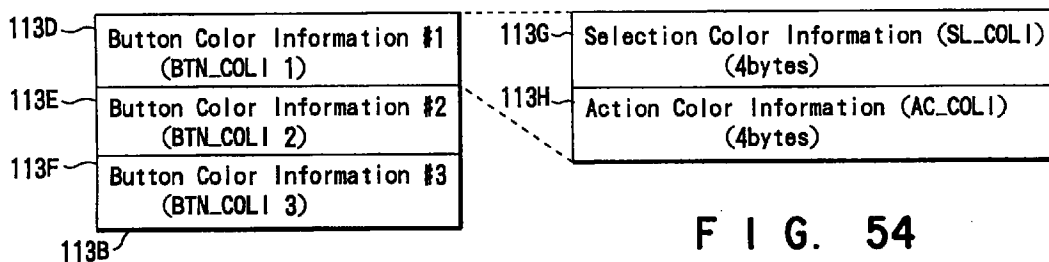 113D
Button Color Information #1
(BTN_COLI 1)
113E
Button Color Information #2
(BTN_COLI 2)
113F
Button Color Information #3
(BTN_COLI 3)
113B
113G
Selection Color Information (SL_COLI)
(4bytes)
113H
Action Color Information (AC_COLI)
(4bytes)
FIG. 54